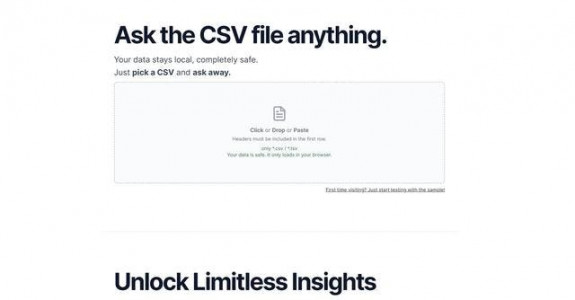 Ask the CSV file anything.
Your data stays local, completely safe.
Just pick a CSV and ask away.
Click or Drop or Paste
Headers must be included in the first row
only *.csv / *.tsv
Your data is safe. It only loads in your browser.
First time visiting? Just start testing with the sample!
Unlock Limitless Insights